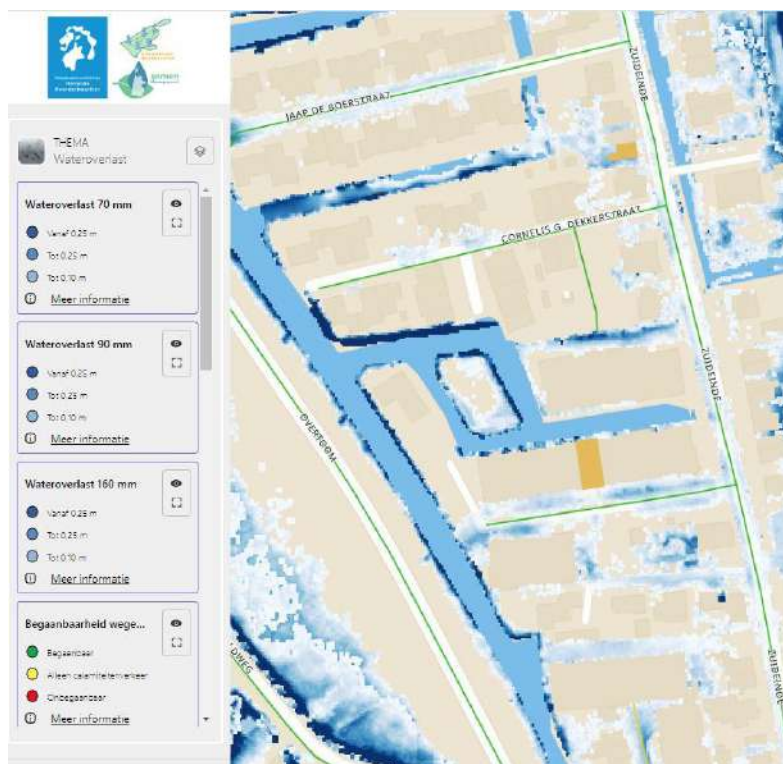 THEMA
Wateroverlast
Wateroverlast 70 mm
Vanaf 0.25 m
Tot 0.25 m
Tot 0.10 m
Meer informatie
Wateroverlast 90 mm
Vanaf 0.25 m
Tot 0.25 m
Tot 0.10 m
Meer informatie
Wateroverlast 160 mm
Vanaf 0.25 m
Tot 0.25 m
Tot 0.10 m
Meer informatie
Begaanbaarheid wege...
Begaanbaar
Alleen calamiteitenverkeer
Onbegaanbaar
Meer informatie
JAAP DE BOERSTRAAT
ZUIDEINDE
CORNELIS G. DEKKERSTRAAT
ZUIDEINDE
OVERTOOM
DWEG
ZUIDEINDE